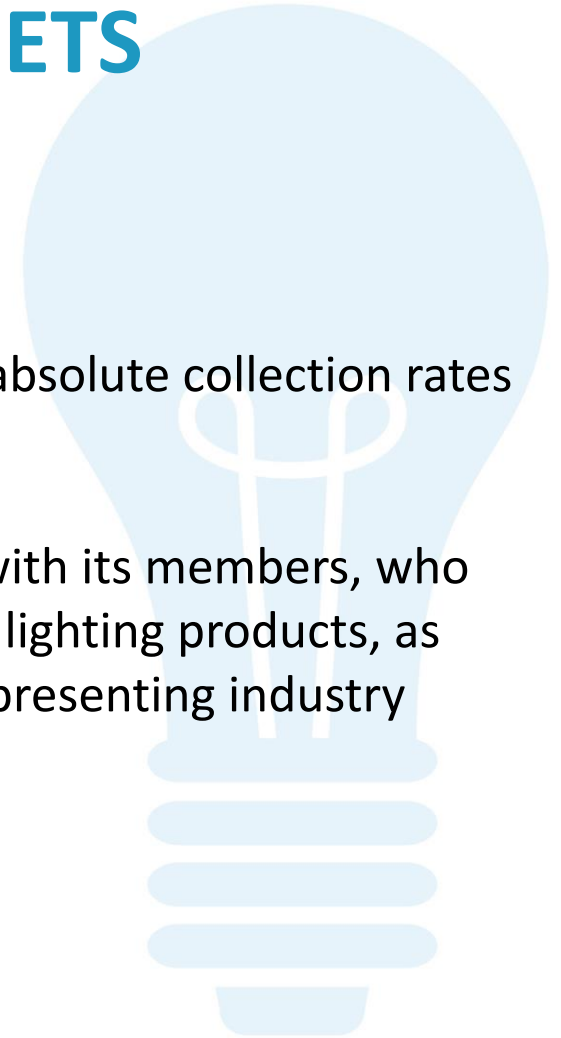 ETS
absolute collection rates
with its members, who
lighting products, as
presenting industry